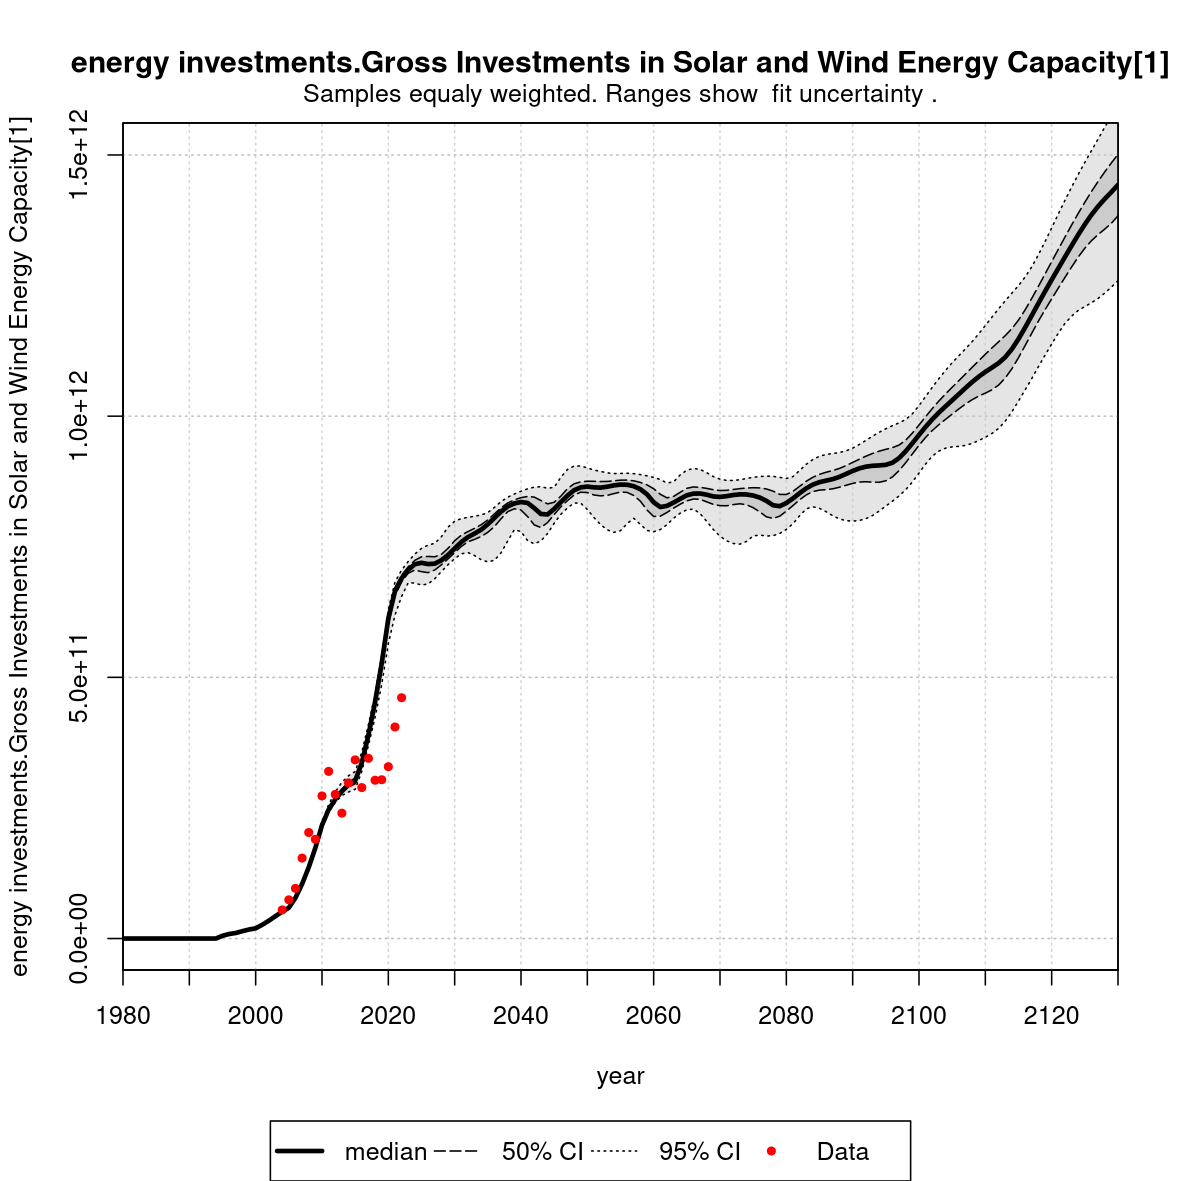 energy investments.Gross Investments in Solar and Wind Energy Capacity[1]
Samples equaly weighted. Ranges show  fit uncertainty .
energy investments.Gross Investments in Solar and Wind Energy Capacity[1]
1.5e+12
1.0e+12
5.0e+11
0.0e+00
1980 2000 2020 2040 2060 2080 2100 2120
year
median 50% CI 95% CI Data